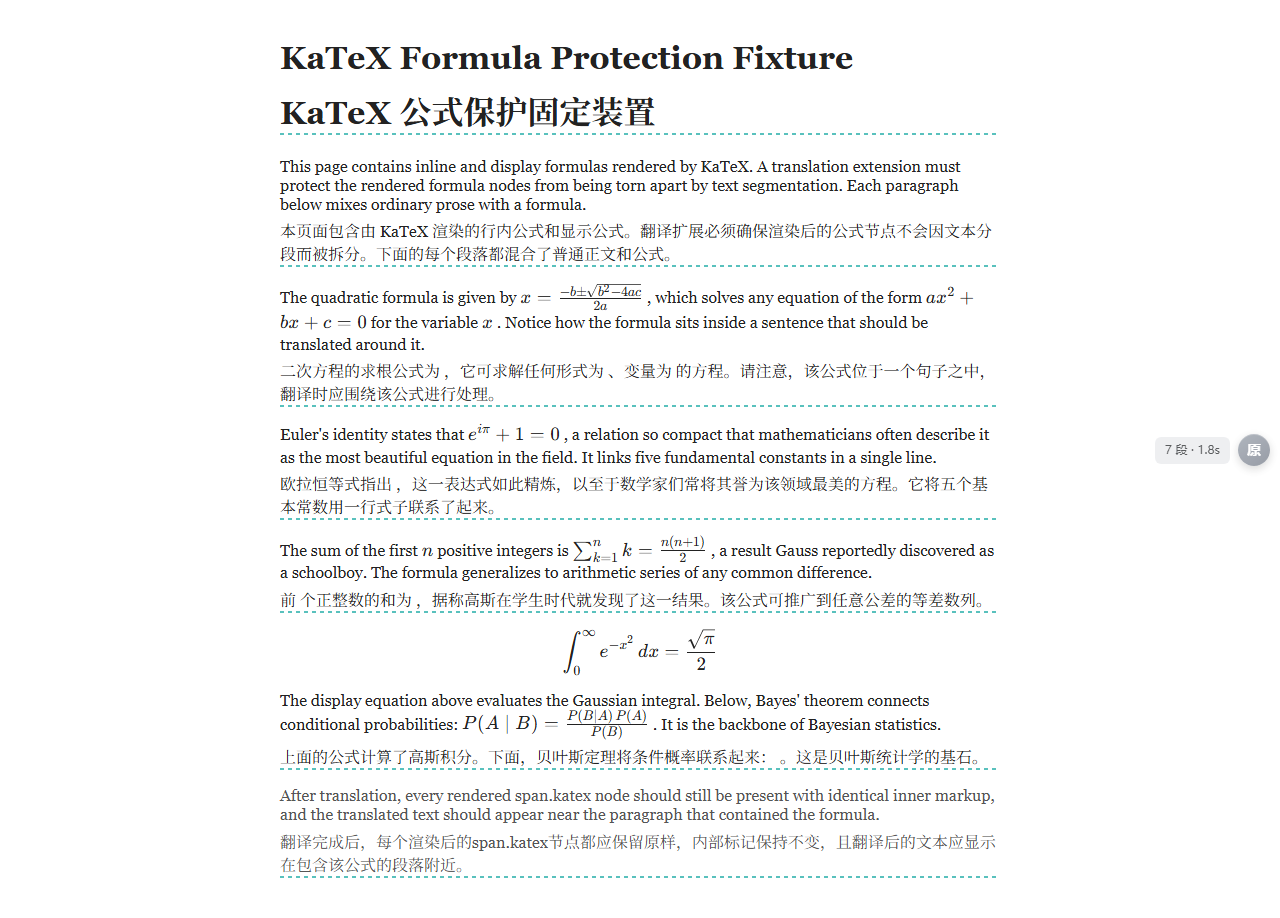 KaTeX Formula Protection Fixture
KaTeX 公式保护固定装置
This page contains inline and display formulas rendered by KaTeX. A translation extension must
protect the rendered formula nodes from being torn apart by text segmentation. Each paragraph
below mixes ordinary prose with a formula.
本页面包含由 KaTeX 渲染的行内公式和显示公式。翻译扩展必须确保渲染后的公式节点不会因文本分
段而被拆分。下面的每个段落都混合了普通正文和公式。
The quadratic formula is given by x = \frac{-b±\sqrt{b^2-4ac}}{2a} , which solves any equation of the form ax^2 +
bx + c = 0 for the variable x . Notice how the formula sits inside a sentence that should be
translated around it.
二次方程的求根公式为 ，它可求解任何形式为 、变量为 的方程。请注意，该公式位于一个句子之中，
翻译时应围绕该公式进行处理。
Euler's identity states that e^{iπ} + 1 = 0 , a relation so compact that mathematicians often describe it
as the most beautiful equation in the field. It links five fundamental constants in a single line.
欧拉恒等式指出 ，这一表达式如此精炼，以至于数学家们常将其誉为该领域最美的方程。它将五个基
本常数用一行式子联系了起来。
The sum of the first n positive integers is ∑_{k=1}^{n} k = \frac{n(n+1)}{2} , a result Gauss reportedly discovered as
a schoolboy. The formula generalizes to arithmetic series of any common difference.
前 个正整数的和为 ，据称高斯在学生时代就发现了这一结果。该公式可推广到任意公差的等差数列。
∫_0^∞ e^{-x^2} dx = \frac{\sqrt{π}}{2}
The display equation above evaluates the Gaussian integral. Below, Bayes' theorem connects
conditional probabilities: P(A | B) = \frac{P(B|A) P(A)}{P(B)} . It is the backbone of Bayesian statistics.
上面的公式计算了高斯积分。下面，贝叶斯定理将条件概率联系起来： 。这是贝叶斯统计学的基石。
After translation, every rendered span.katex node should still be present with identical inner markup,
and the translated text should appear near the paragraph that contained the formula.
翻译完成后，每个渲染后的span.katex节点都应保留原样，内部标记保持不变，且翻译后的文本应显示
在包含该公式的段落附近。
7 段 · 1.8s
原